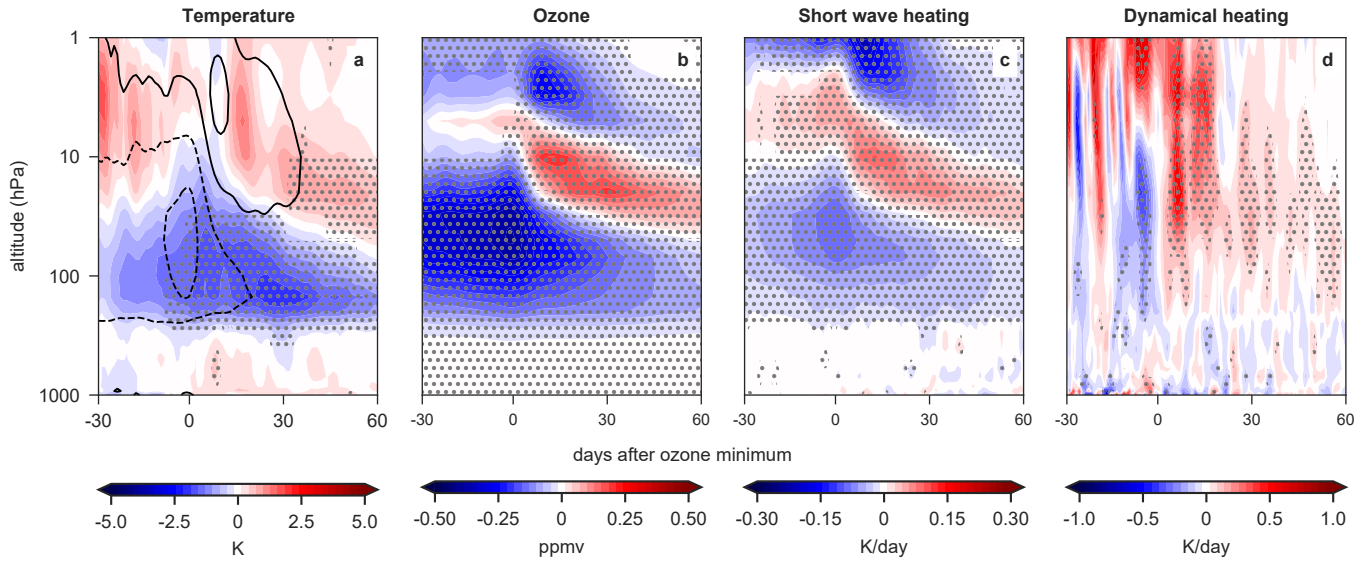 Temperature
Ozone
Short wave heating
Dynamical heating
altitude (hPa)
1
10
100
1000
a
b
c
d
-30 0 30 60
-30 0 30 60
-30 0 30 60
-30 0 30 60
days after ozone minimum
-5.0 -2.5 0 2.5 5.0
K
-0.50 -0.25 0 0.25 0.50
ppmv
-0.30 -0.15 0 0.15 0.30
K/day
-1.0 -0.5 0 0.5 1.0
K/day